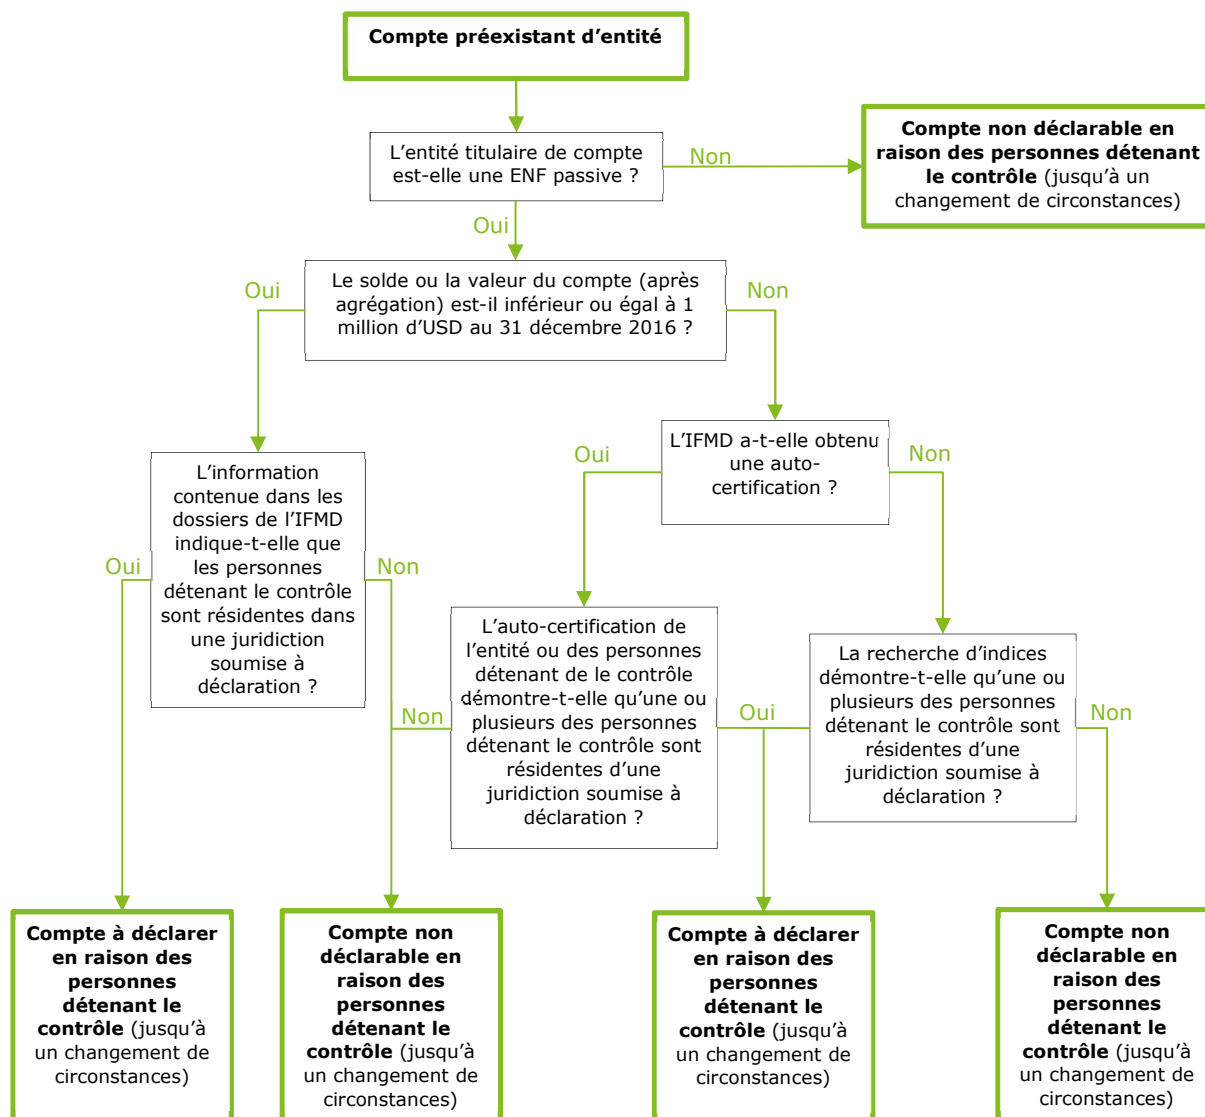 Compte préexistant d’entité
L’entité titulaire de compte
est-elle une ENF passive ?
Non
Compte non déclarable en
raison des personnes détenant
le contrôle (jusqu’à un
changement de circonstances)
Oui
Le solde ou la valeur du compte (après
agrégation) est-il inférieur ou égal à 1
million d’USD au 31 décembre 2016 ?
Oui
Non
L’IFMD a-t-elle obtenu
une auto-
certification ?
Oui
Non
L’information
contenue dans les
dossiers de l’IFMD
indique-t-elle que
les personnes
détenant le contrôle
sont résidentes dans
une juridiction
soumise à
déclaration ?
Oui
Non
L’auto-certification de
l’entité ou des personnes
détenant de le contrôle
démontre-t-elle qu’une ou
plusieurs des personnes
détenant le contrôle sont
résidentes d’une
juridiction soumise à
déclaration ?
Non
Oui
La recherche d’indices
démontre-t-elle qu’une ou
plusieurs des personnes
détenant le contrôle sont
résidentes d’une
juridiction soumise à
déclaration ?
Non
Compte à déclarer
en raison des
personnes
détenant le
contrôle (jusqu’à
un changement de
circonstances)
Compte non
déclarable en
raison des
personnes
détenant le
contrôle (jusqu’à
un changement de
circonstances)
Compte à déclarer
en raison des
personnes
détenant le
contrôle (jusqu’à
un changement de
circonstances)
Compte non
déclarable en
raison des
personnes
détenant le
contrôle (jusqu’à
un changement de
circonstances)